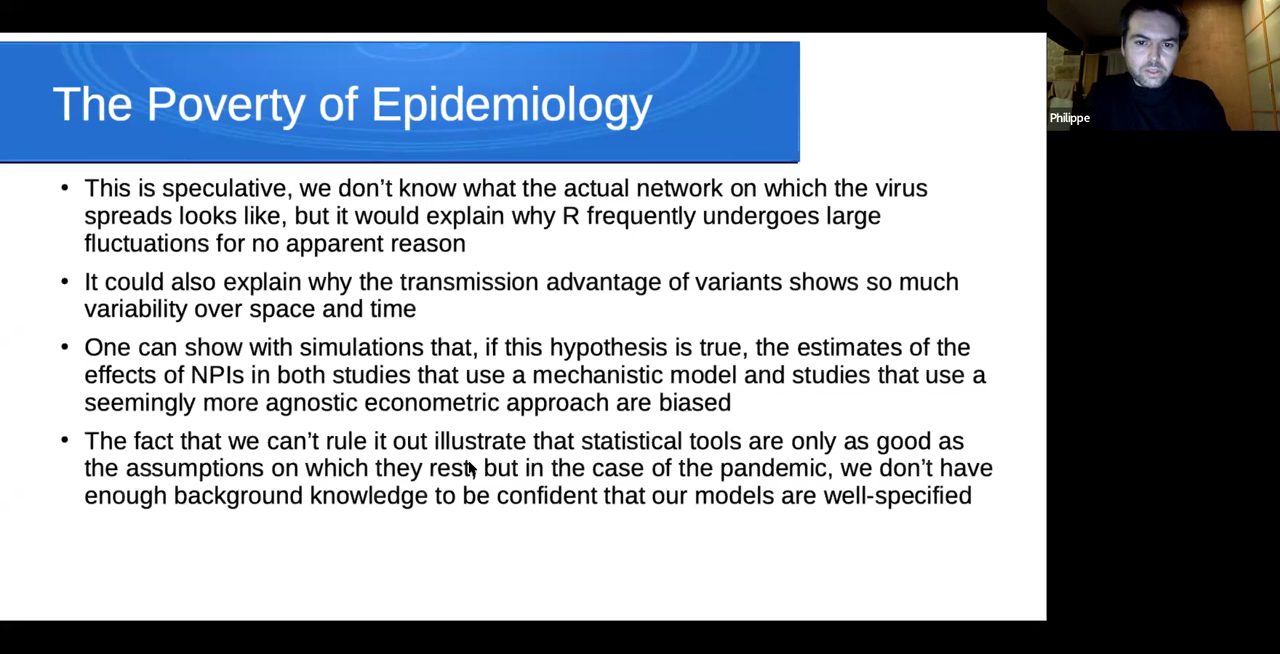 The Poverty of Epidemiology
• This is speculative, we don’t know what the actual network on which the virus
spreads looks like, but it would explain why R frequently undergoes large
fluctuations for no apparent reason
• It could also explain why the transmission advantage of variants shows so much
variability over space and time
• One can show with simulations that, if this hypothesis is true, the estimates of the
effects of NPIs in both studies that use a mechanistic model and studies that use a
seemingly more agnostic econometric approach are biased
• The fact that we can’t rule it out illustrate that statistical tools are only as good as
the assumptions on which they rest, but in the case of the pandemic, we don’t have
enough background knowledge to be confident that our models are well-specified
Philippe